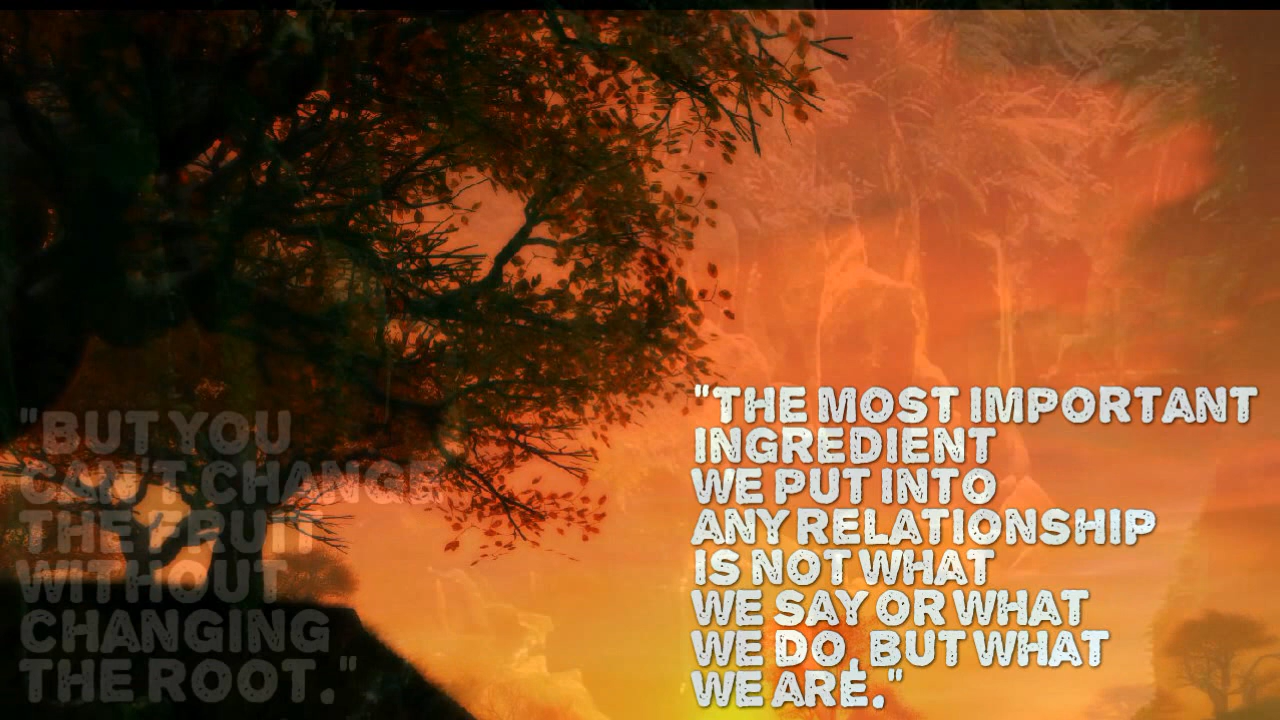 "BUT YOU
CAN'T CHANGE
THE FRUIT
WITHOUT
CHANGING
THE ROOT."
"THE MOST IMPORTANT
INGREDIENT
WE PUT INTO
ANY RELATIONSHIP
IS NOT WHAT
WE SAY OR WHAT
WE DO, BUT WHAT
WE ARE."